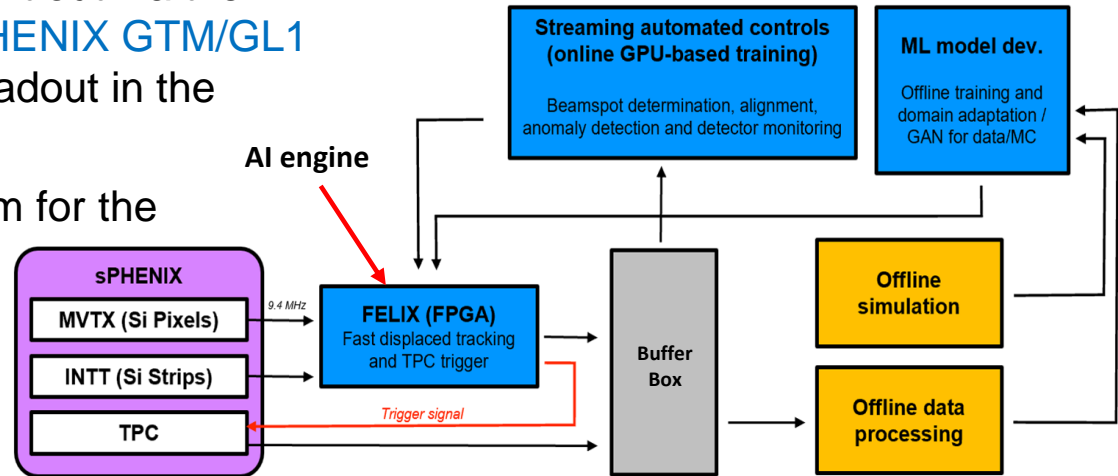 HENIX GTM/GL1
adout in the
m for the
AI engine
Streaming automated controls
(online GPU-based training)
Beamspot determination, alignment,
anomaly detection and detector monitoring
ML model dev.
Offline training and
domain adaptation /
GAN for data/MC
sPHENIX
MVTX (Si Pixels)
INTT (Si Strips)
TPC
9.4 MHz
FELIX (FPGA)
Fast displaced tracking
and TPC trigger
Trigger signal
Buffer
Box
Offline
simulation
Offline data
processing